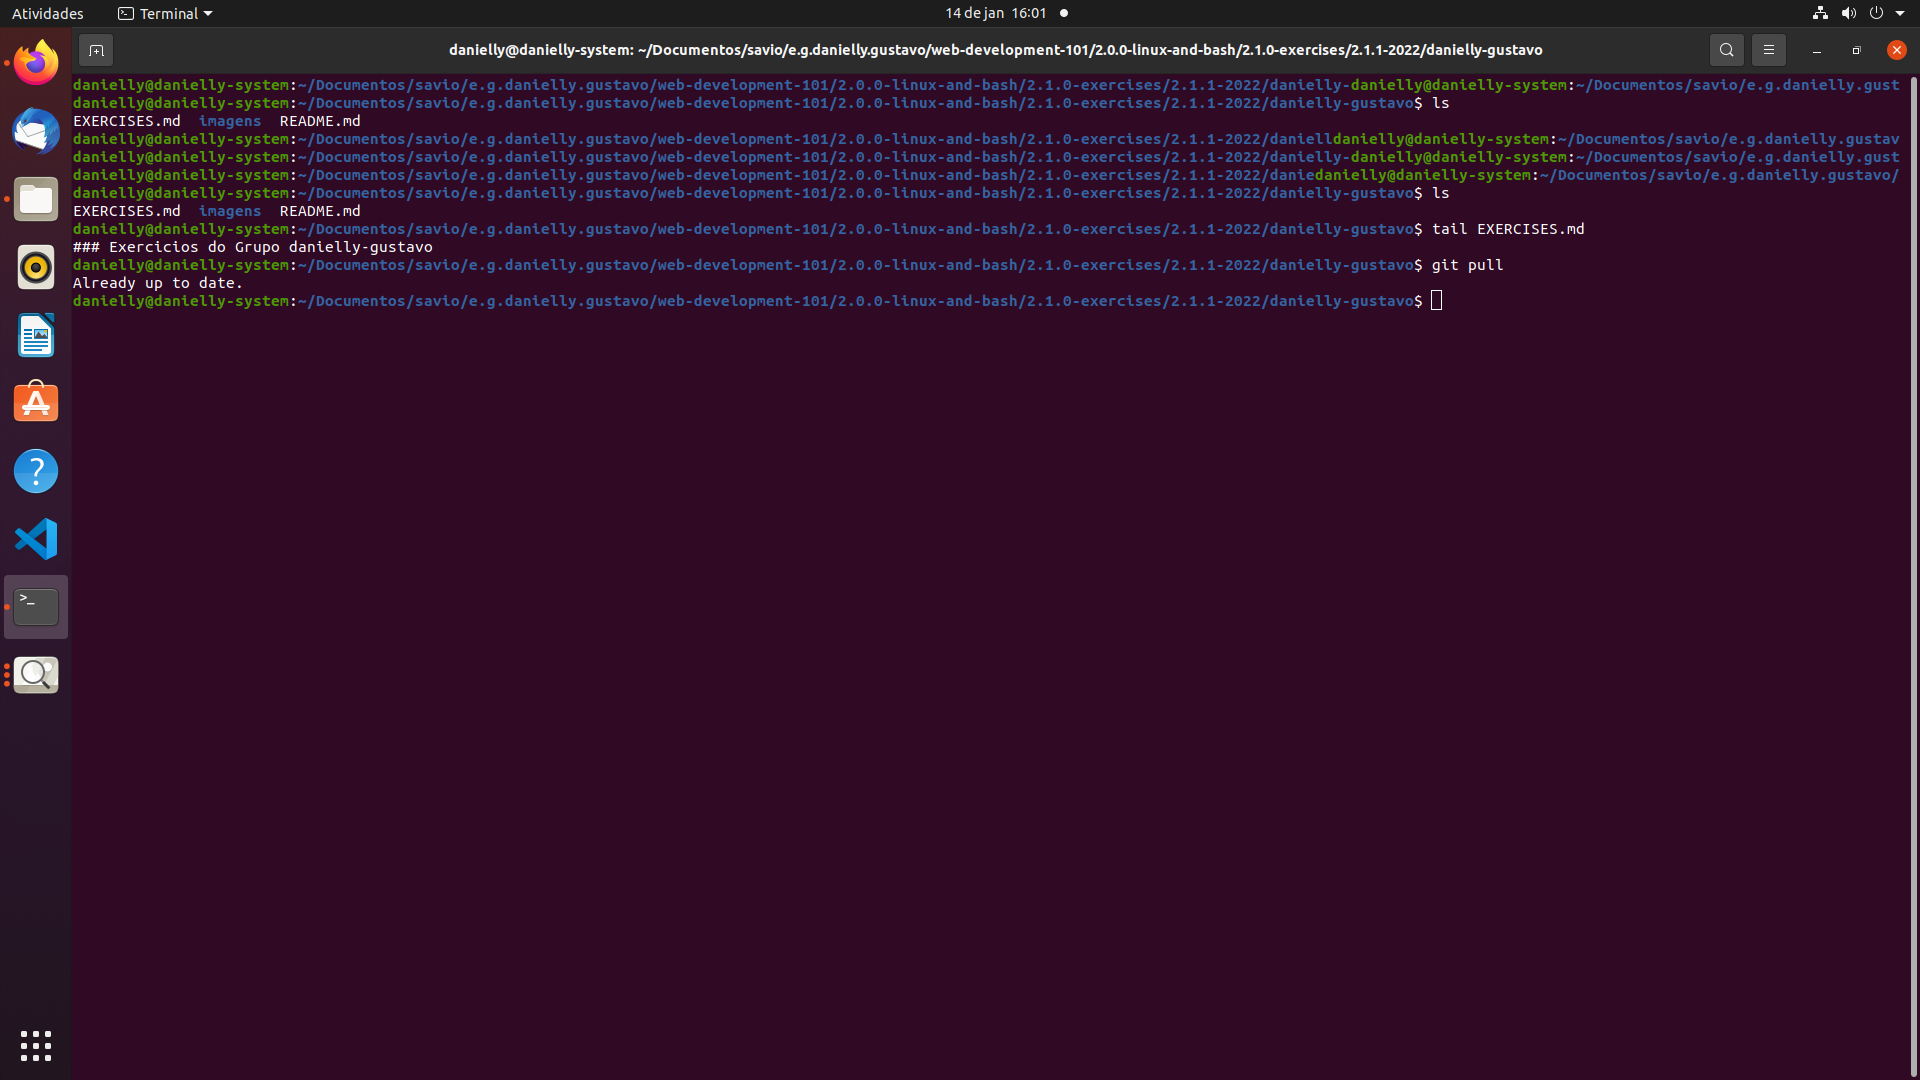 Atividades
Terminal
14 de jan 16:01
danielly@danielly-system: ~/Documentos/savio/e.g.danielly.gustavo/web-development-101/2.0.0-linux-and-bash/2.1.0-exercises/2.1.1-2022/danielly-gustavo
danielly@danielly-system:~/Documentos/savio/e.g.danielly.gustavo/web-development-101/2.0.0-linux-and-bash/2.1.0-exercises/2.1.1-2022/danielly-danielly@danielly-system:~/Documentos/savio/e.g.danielly.gust
danielly@danielly-system:~/Documentos/savio/e.g.danielly.gustavo/web-development-101/2.0.0-linux-and-bash/2.1.0-exercises/2.1.1-2022/danielly-gustavo$ ls
EXERCISES.md  imagens  README.md
danielly@danielly-system:~/Documentos/savio/e.g.danielly.gustavo/web-development-101/2.0.0-linux-and-bash/2.1.0-exercises/2.1.1-2022/danielldanielly@danielly-system:~/Documentos/savio/e.g.danielly.gustav
danielly@danielly-system:~/Documentos/savio/e.g.danielly.gustavo/web-development-101/2.0.0-linux-and-bash/2.1.0-exercises/2.1.1-2022/danielly-danielly@danielly-system:~/Documentos/savio/e.g.danielly.gust
danielly@danielly-system:~/Documentos/savio/e.g.danielly.gustavo/web-development-101/2.0.0-linux-and-bash/2.1.0-exercises/2.1.1-2022/daniedanielly@danielly-system:~/Documentos/savio/e.g.danielly.gustavo/
danielly@danielly-system:~/Documentos/savio/e.g.danielly.gustavo/web-development-101/2.0.0-linux-and-bash/2.1.0-exercises/2.1.1-2022/danielly-gustavo$ ls
EXERCISES.md  imagens  README.md
danielly@danielly-system:~/Documentos/savio/e.g.danielly.gustavo/web-development-101/2.0.0-linux-and-bash/2.1.0-exercises/2.1.1-2022/danielly-gustavo$ tail EXERCISES.md
### Exercicios do Grupo danielly-gustavo
danielly@danielly-system:~/Documentos/savio/e.g.danielly.gustavo/web-development-101/2.0.0-linux-and-bash/2.1.0-exercises/2.1.1-2022/danielly-gustavo$ git pull
Already up to date.
danielly@danielly-system:~/Documentos/savio/e.g.danielly.gustavo/web-development-101/2.0.0-linux-and-bash/2.1.0-exercises/2.1.1-2022/danielly-gustavo$